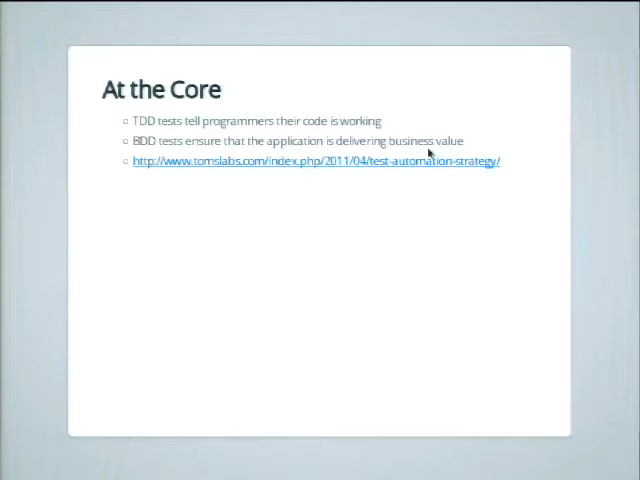 At the Core
TDD tests tell programmers their code is working
BDD tests ensure that the application is delivering business value
http://www.tomslabs.com/index.php/2011/04/test-automation-strategy/